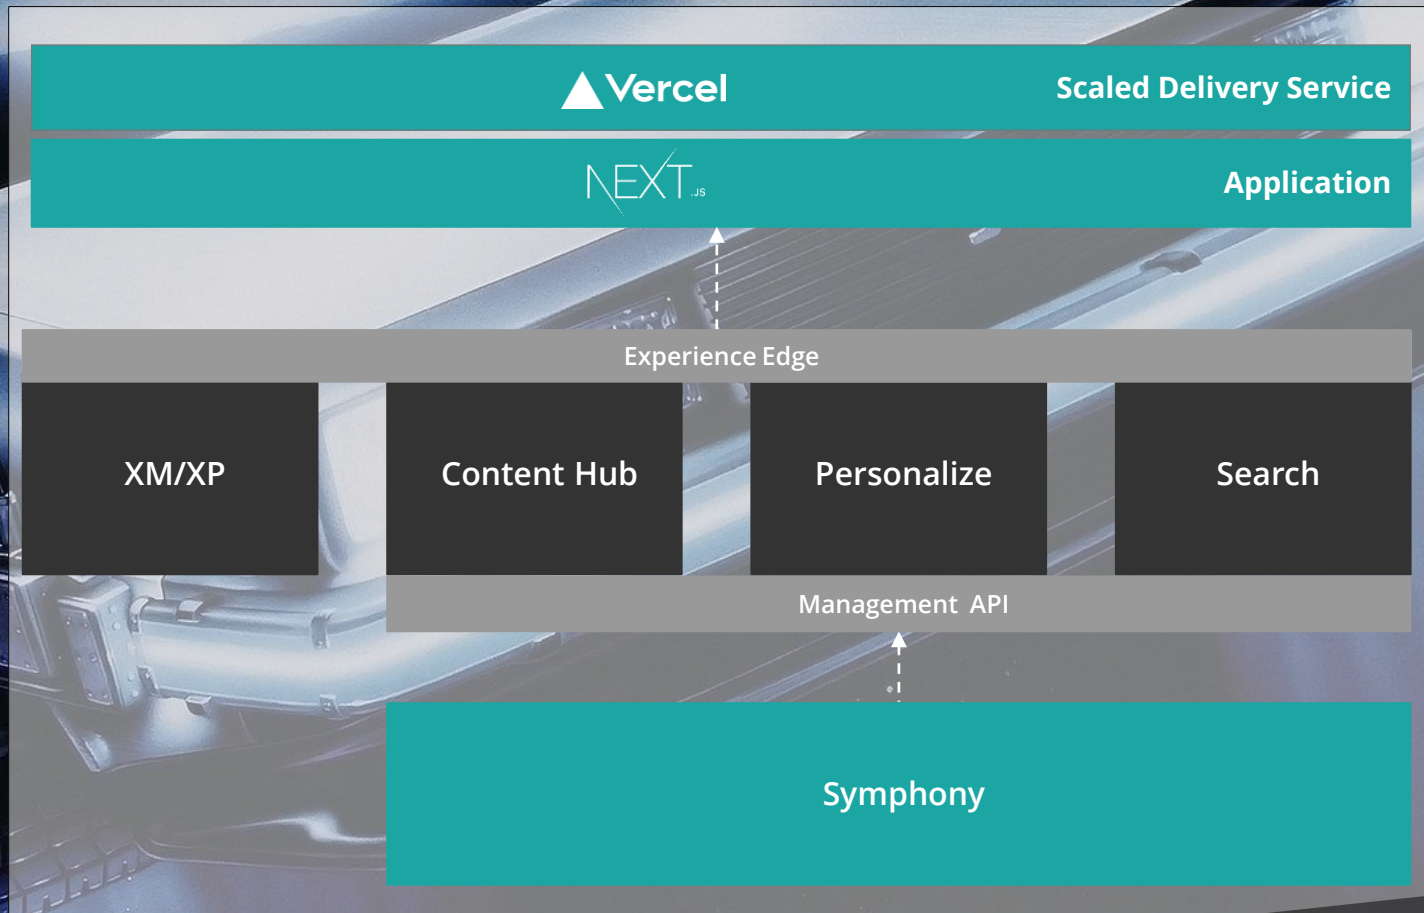 Vercel
Scaled Delivery Service
NEXT.JS
Application
Experience Edge
XM/XP
Content Hub
Personalize
Search
Management API
Symphony